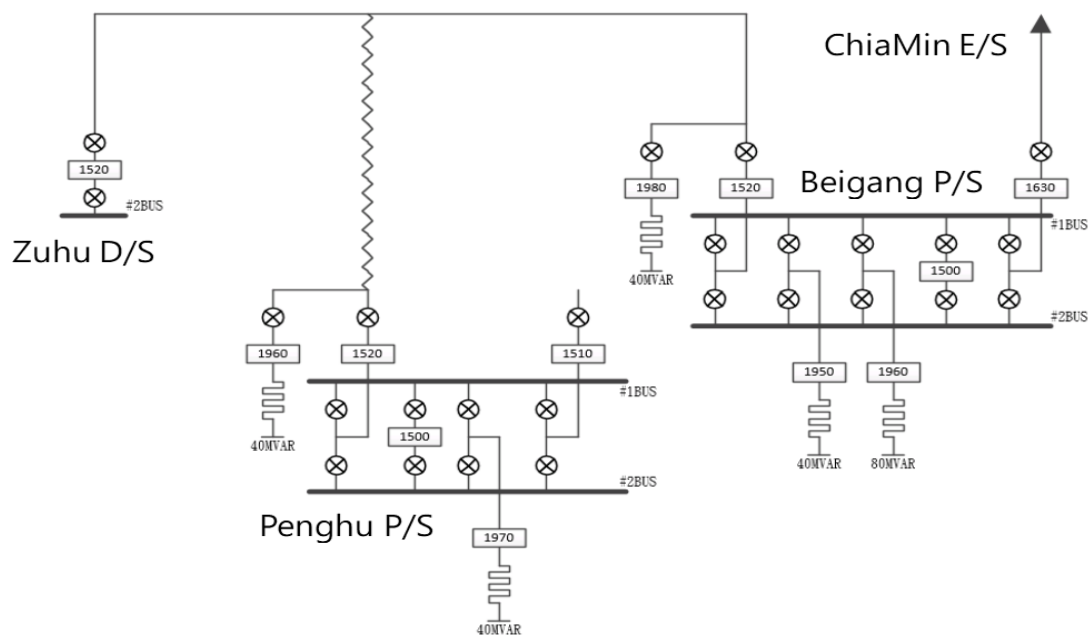 ChiaMin E/S
1520
#2BUS
Zuhu D/S
1980
1520
Beigang P/S
1630
#1BUS
40MVAR
1500
#2BUS
1960
1520
1510
1950
1960
#1BUS
40MVAR
1500
40MVAR
80MVAR
#2BUS
Penghu P/S
1970
40MVAR